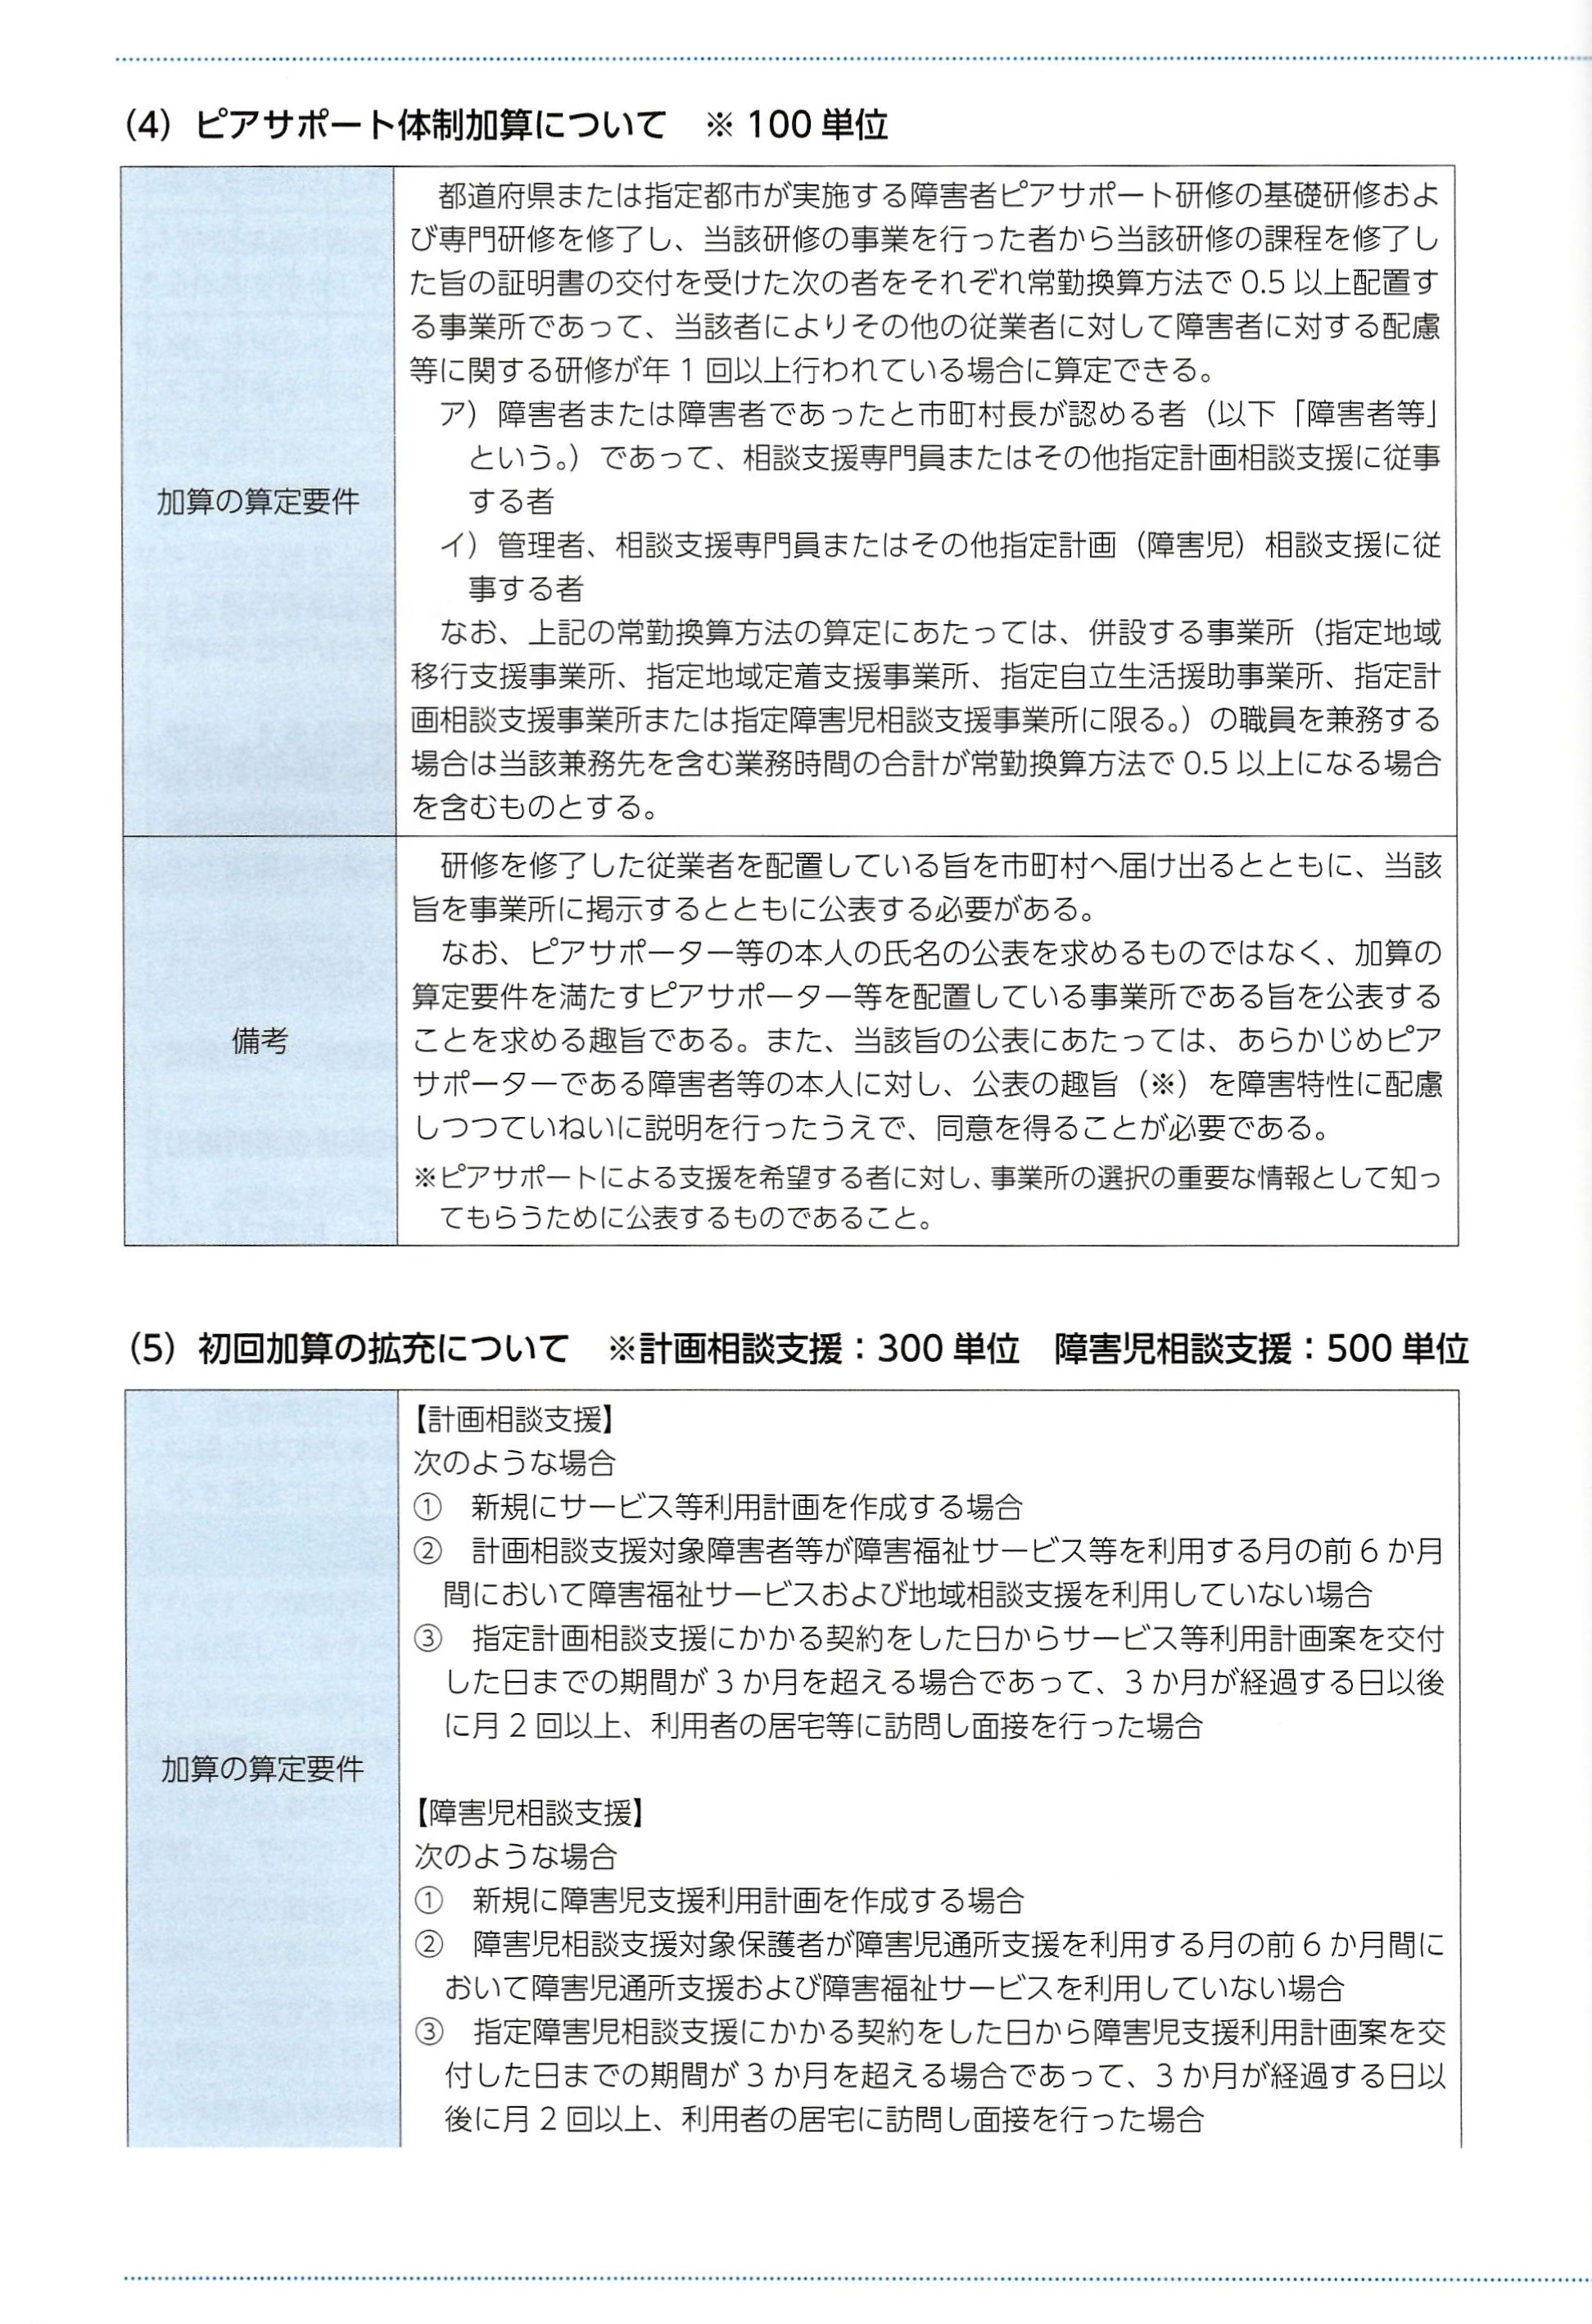 (4) ピアサポート体制加算について　※ 100 単位
加算の算定要件
都道府県または指定都市が実施する障害者ピアサポート研修の基礎研修およ
び専門研修を修了し、当該研修の事業を行った者から当該研修の課程を修了し
た旨の証明書の交付を受けた次の者をそれぞれ常勤換算方法で 0.5 以上配置す
る事業所であって、当該者によりその他の従業者に対して障害者に対する配慮
等に関する研修が年 1 回以上行われている場合に算定できる。
ア）障害者または障害者であったと市町村長が認める者（以下「障害者等」
という。）であって、相談支援専門員またはその他指定計画相談支援に従事
する者
イ）管理者、相談支援専門員またはその他指定計画（障害児）相談支援に従
事する者
なお、上記の常勤換算方法の算定にあたっては、併設する事業所（指定地域
移行支援事業所、指定地域定着支援事業所、指定自立生活援助事業所、指定計
画相談支援事業所または指定障害児相談支援事業所に限る。）の職員を兼務する
場合は当該兼務先を含む業務時間の合計が常勤換算方法で 0.5 以上になる場合
を含むものとする。
備考
研修を修了した従業者を配置している旨を市町村へ届け出るとともに、当該
旨を事業所に掲示するとともに公表する必要がある。
なお、ピアサポーター等の本人の氏名の公表を求めるものではなく、加算の
算定要件を満たすピアサポーター等を配置している事業所である旨を公表する
ことを求める趣旨である。また、当該旨の公表にあたっては、あらかじめピア
サポーターである障害者等の本人に対し、公表の趣旨（※）を障害特性に配慮
しつつていねいに説明を行ったうえで、同意を得ることが必要である。
※ピアサポートによる支援を希望する者に対し、事業所の選択の重要な情報として知っ
てもらうために公表するものであること。
(5) 初回加算の拡充について　※計画相談支援：300 単位　障害児相談支援：500 単位
加算の算定要件
【計画相談支援】
次のような場合
①　新規にサービス等利用計画を作成する場合
②　計画相談支援対象障害者等が障害福祉サービス等を利用する月の前 6 か月
間において障害福祉サービスおよび地域相談支援を利用していない場合
③　指定計画相談支援にかかる契約をした日からサービス等利用計画案を交付
した日までの期間が 3 か月を超える場合であって、3 か月が経過する日以後
に月 2 回以上、利用者の居宅等に訪問し面接を行った場合
【障害児相談支援】
次のような場合
①　新規に障害児支援利用計画を作成する場合
②　障害児相談支援対象保護者が障害児通所支援を利用する月の前 6 か月間に
おいて障害児通所支援および障害福祉サービスを利用していない場合
③　指定障害児相談支援にかかる契約をした日から障害児支援利用計画案を交
付した日までの期間が 3 か月を超える場合であって、3 か月が経過する日以
後に月 2 回以上、利用者の居宅に訪問し面接を行った場合